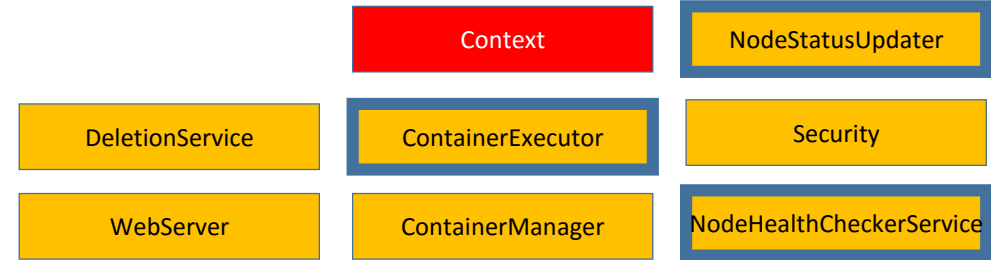 Context
NodeStatusUpdater
DeletionService
ContainerExecutor
Security
WebServer
ContainerManager
NodeHealthCheckerService